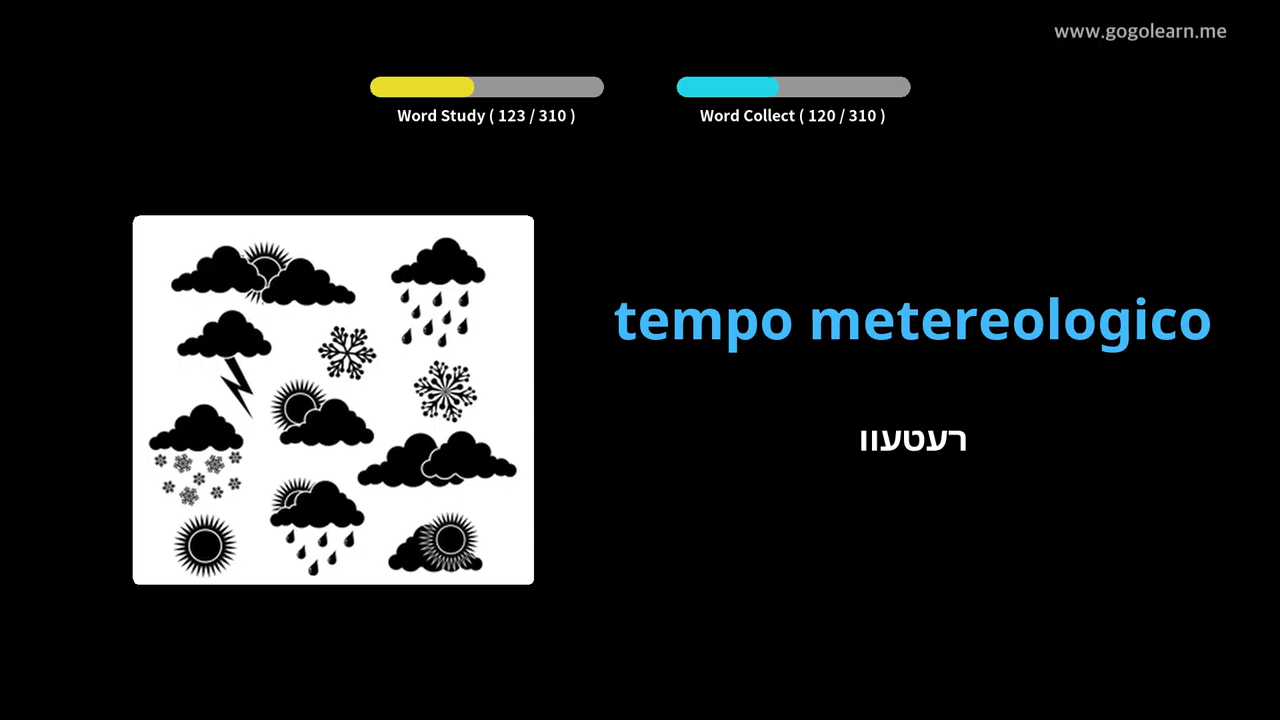 www.gogolearn.me
Word Study ( 123 / 310 )
Word Collect ( 120 / 310 )
tempo metereologico
רעטעוו